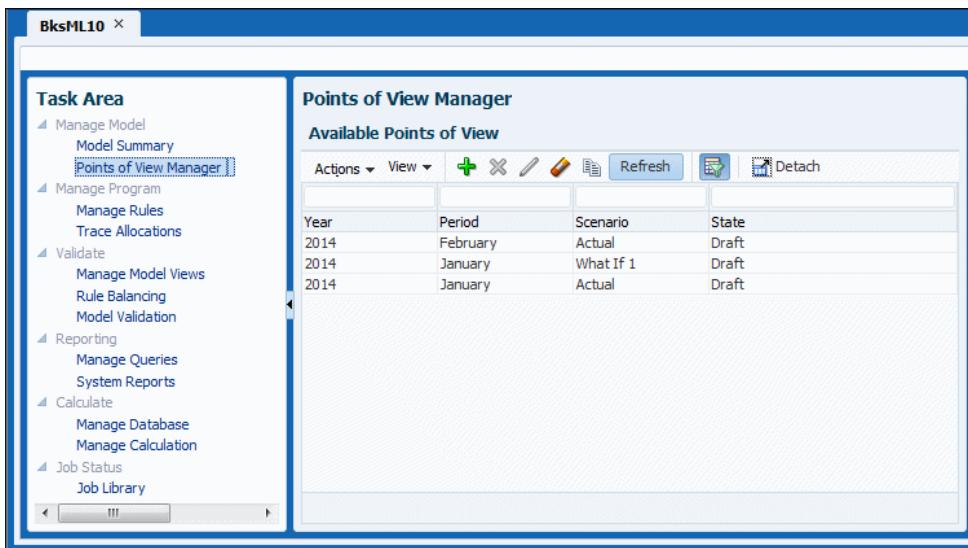 BksML10 ×
Task Area
Manage Model
Model Summary
Points of View Manager
Manage Program
Manage Rules
Trace Allocations
Validate
Manage Model Views
Rule Balancing
Model Validation
Reporting
Manage Queries
System Reports
Calculate
Manage Database
Manage Calculation
Job Status
Job Library
Points of View Manager
Available Points of View
Actions View Refresh Detach
Year Period Scenario State
2014 February Actual Draft
2014 January What If 1 Draft
2014 January Actual Draft